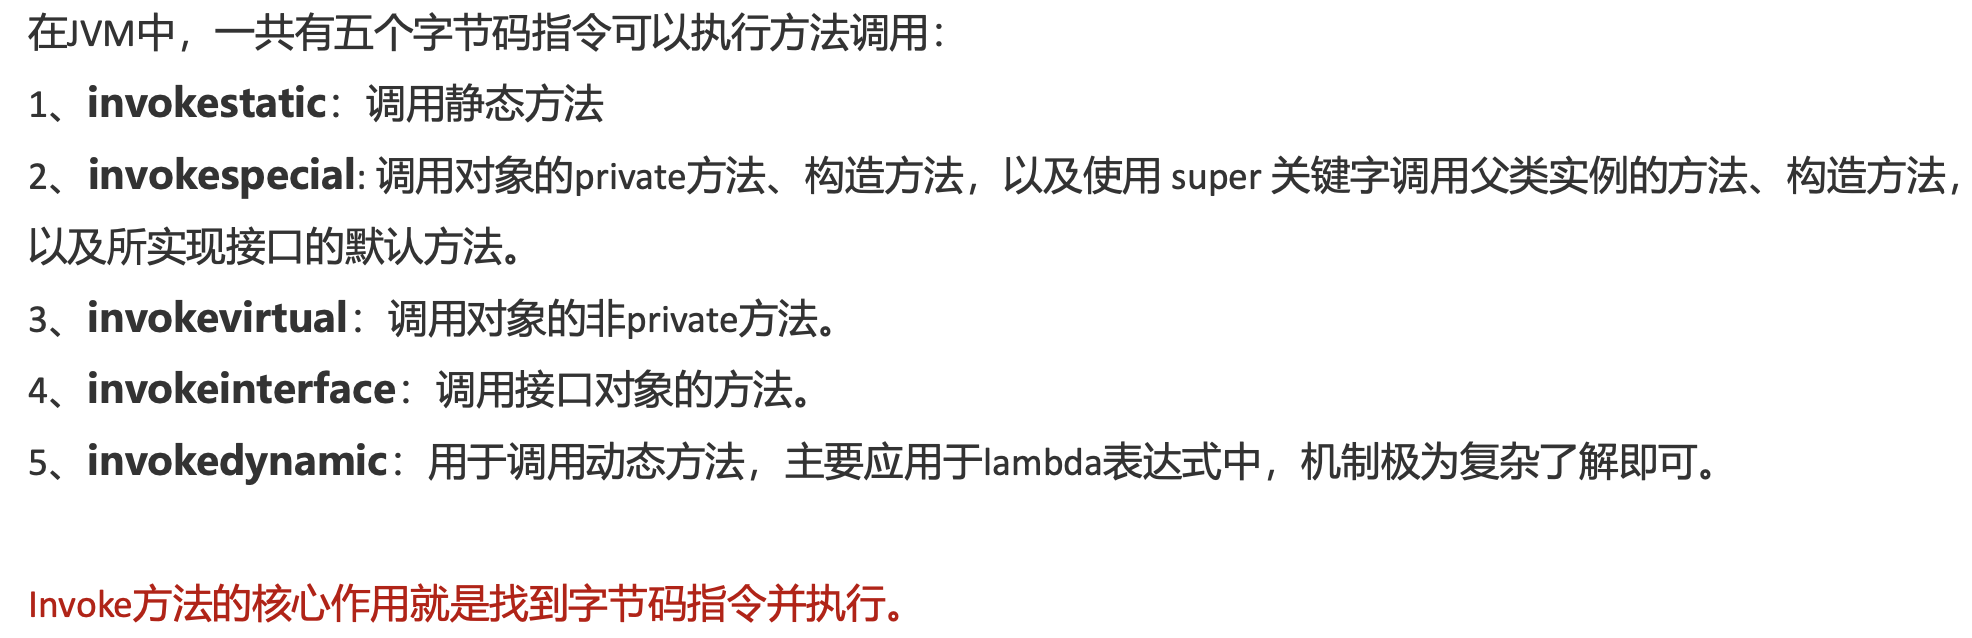 在JVM中，一共有五个字节码指令可以执行方法调用：
1、invokestatic：调用静态方法
2、invokespecial: 调用对象的private方法、构造方法，以及使用 super 关键字调用父类实例的方法、构造方法，
以及所实现接口的默认方法。
3、invokevirtual：调用对象的非private方法。
4、invokeinterface：调用接口对象的方法。
5、invokedynamic：用于调用动态方法，主要应用于lambda表达式中，机制极为复杂了解即可。
Invoke方法的核心作用就是找到字节码指令并执行。